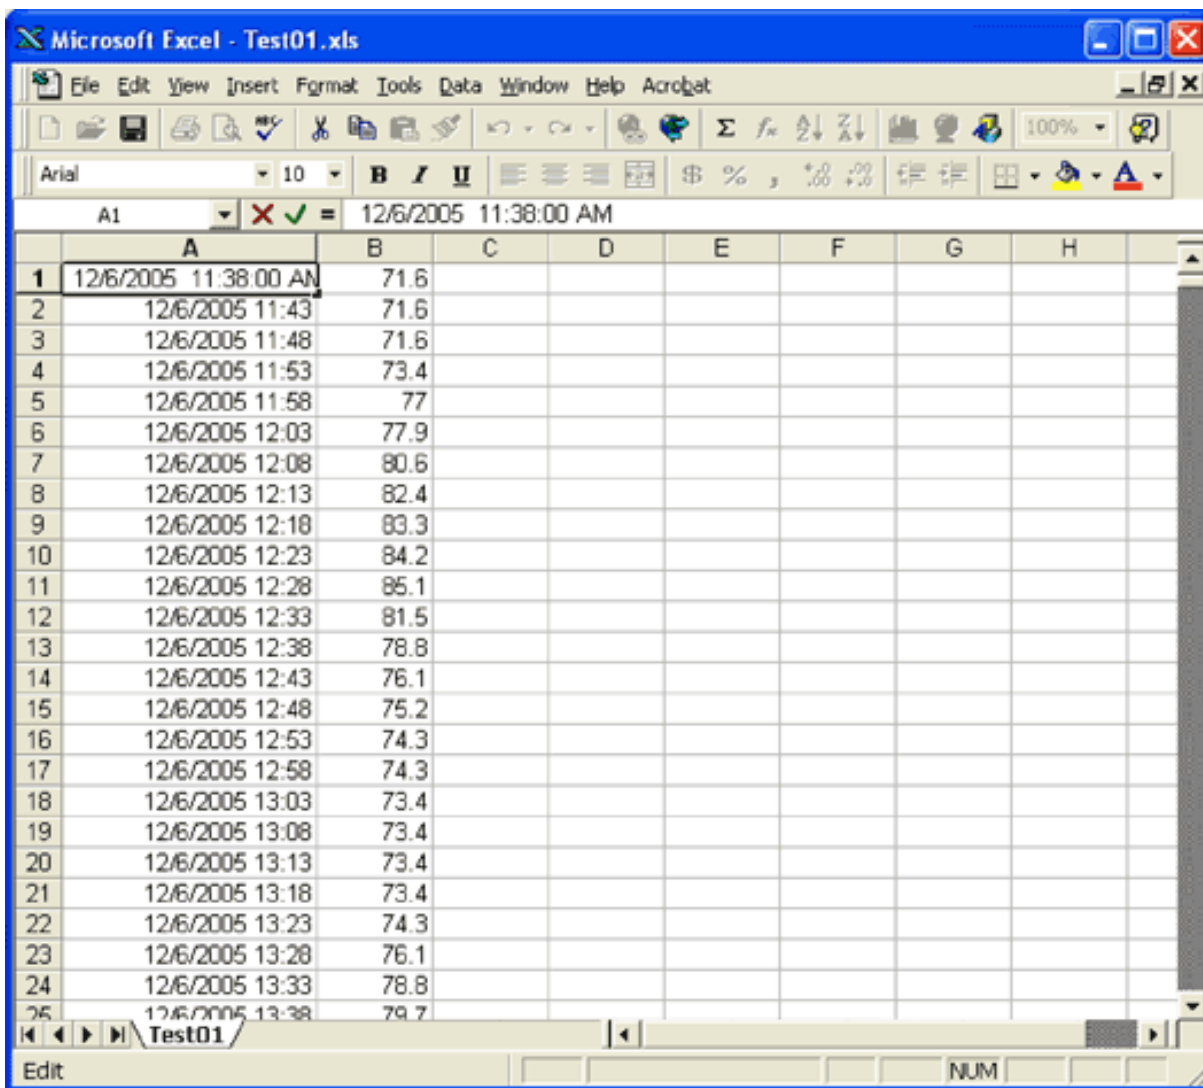 Microsoft Excel - Test01.xls
File Edit View Insert Format Tools Data Window Help Acrobat
100%
Arial 10 B I U $ % ,
A1 = 12/6/2005 11:38:00 AM
A B C D E F G H
1 12/6/2005 11:38:00 AM 71.6
2 12/6/2005 11:43 71.6
3 12/6/2005 11:48 71.6
4 12/6/2005 11:53 73.4
5 12/6/2005 11:58 77
6 12/6/2005 12:03 77.9
7 12/6/2005 12:08 80.6
8 12/6/2005 12:13 82.4
9 12/6/2005 12:18 83.3
10 12/6/2005 12:23 84.2
11 12/6/2005 12:28 85.1
12 12/6/2005 12:33 81.5
13 12/6/2005 12:38 78.8
14 12/6/2005 12:43 76.1
15 12/6/2005 12:48 75.2
16 12/6/2005 12:53 74.3
17 12/6/2005 12:58 74.3
18 12/6/2005 13:03 73.4
19 12/6/2005 13:08 73.4
20 12/6/2005 13:13 73.4
21 12/6/2005 13:18 73.4
22 12/6/2005 13:23 74.3
23 12/6/2005 13:28 76.1
24 12/6/2005 13:33 78.8
25 12/6/2005 13:38 79.7
Test01
Edit NUM